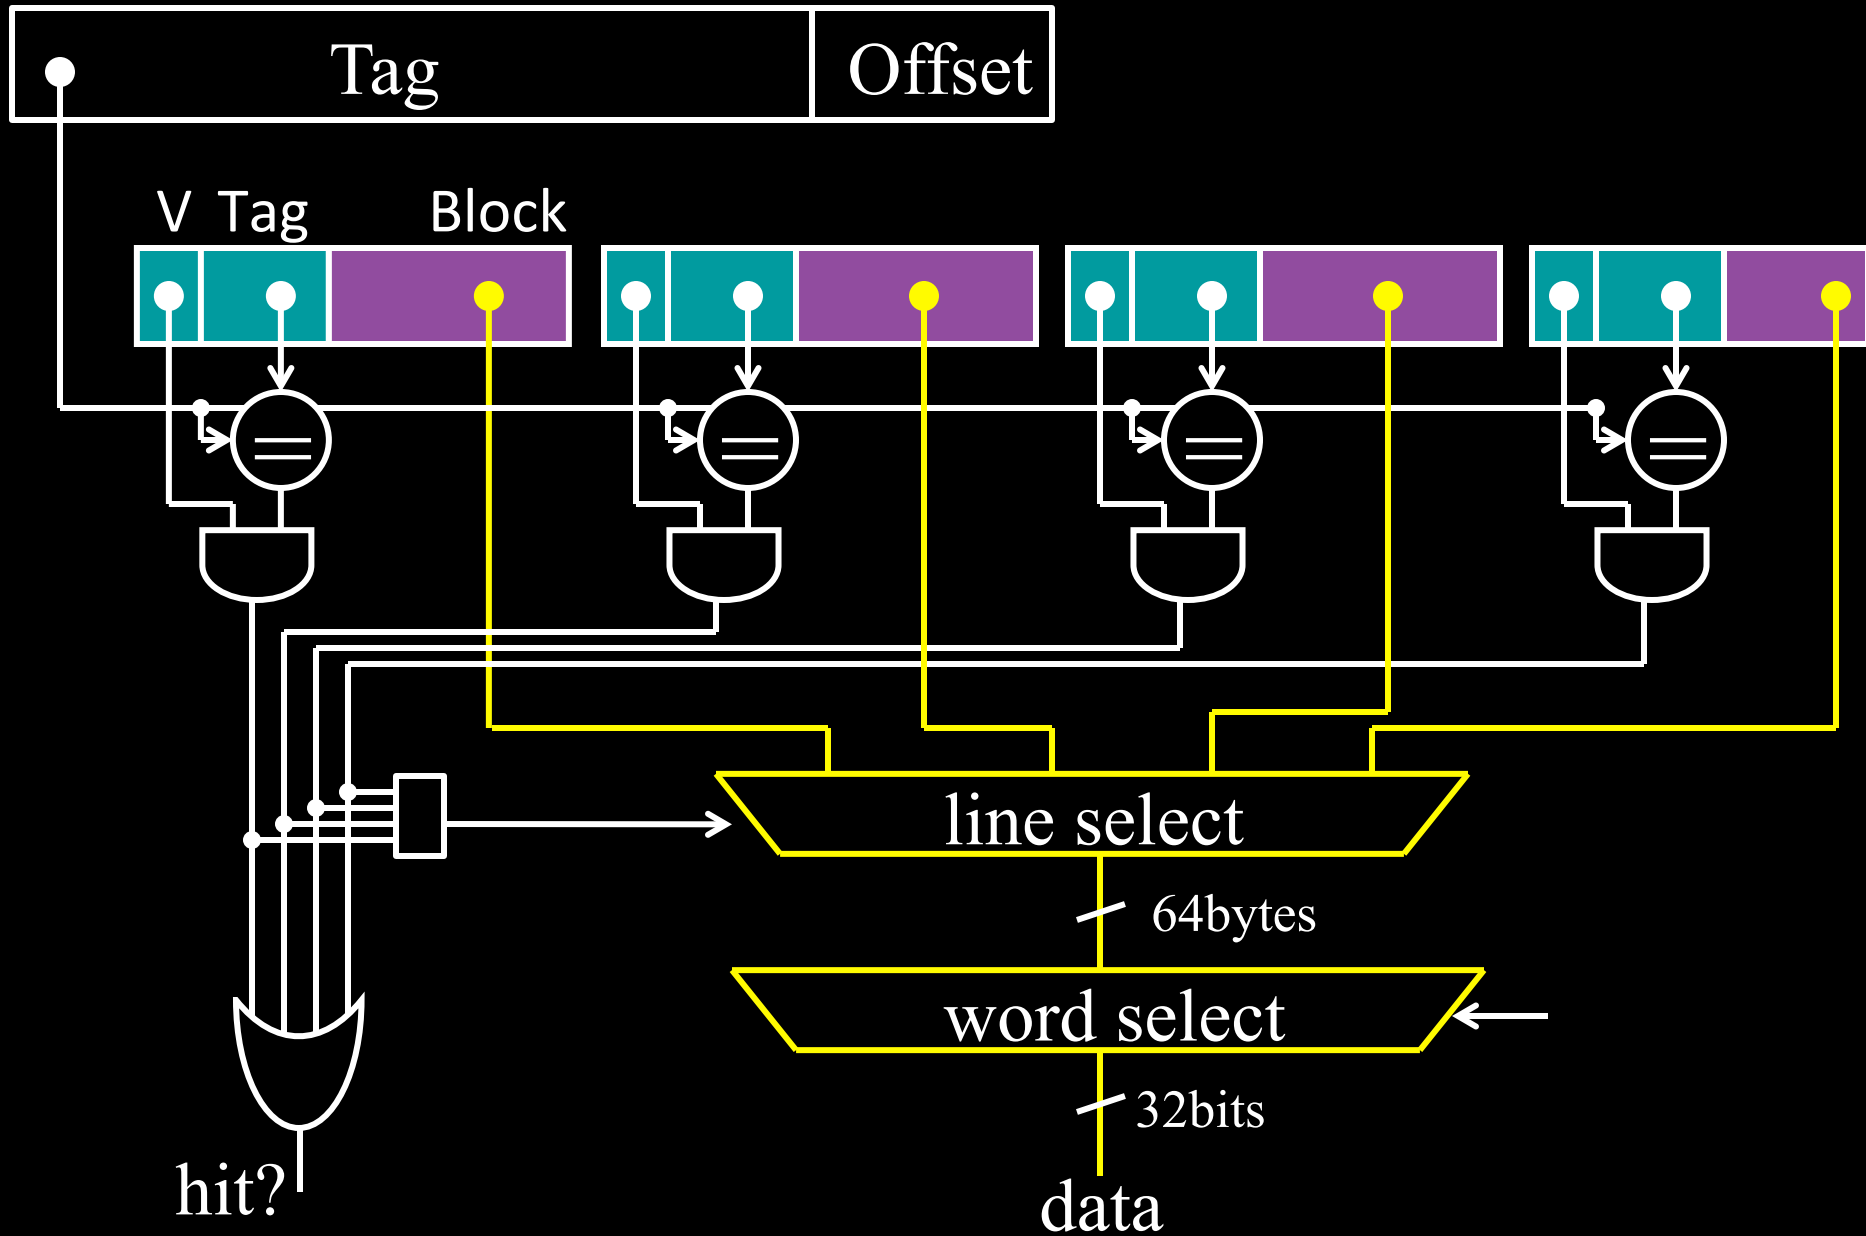 Tag Offset
V Tag Block
=
=
=
=
line select
64bytes
word select
32bits
hit?
data